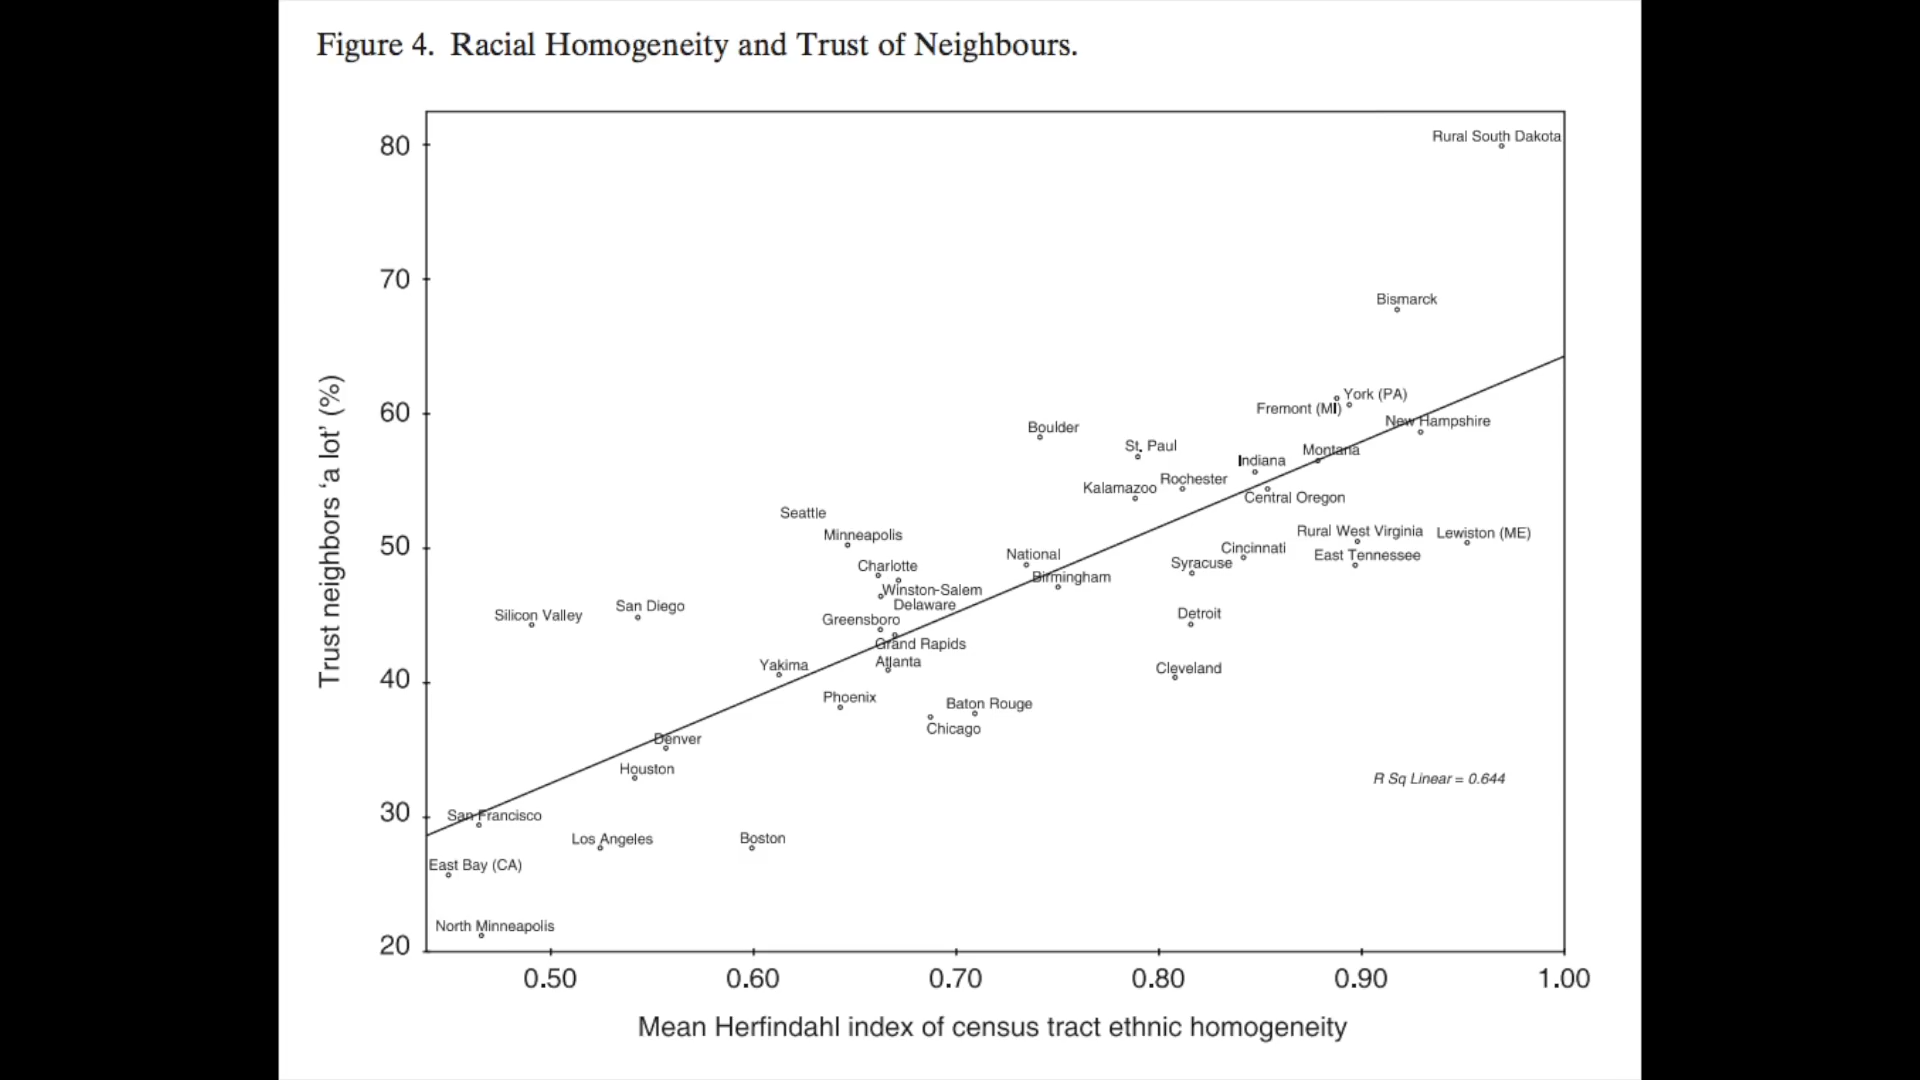 Figure 4. Racial Homogeneity and Trust of Neighbours.
80
70
60
50
40
30
20
Trust neighbors ‘a lot’ (%)
Rural South Dakota
Bismarck
York (PA)
Fremont (MI)
New Hampshire
Boulder
St. Paul
Montana
Indiana
Rochester
Kalamazoo
Central Oregon
Seattle
Rural West Virginia
Lewiston (ME)
Minneapolis
Cincinnati
National
East Tennessee
Charlotte
Syracuse
Birmingham
Winston-Salem
Delaware
San Diego
Silicon Valley
Detroit
Greensboro
Grand Rapids
Atlanta
Yakima
Cleveland
Phoenix
Baton Rouge
Chicago
Denver
Houston
R Sq Linear = 0.644
San Francisco
Los Angeles
Boston
East Bay (CA)
North Minneapolis
0.50 0.60 0.70 0.80 0.90 1.00
Mean Herfindahl index of census tract ethnic homogeneity